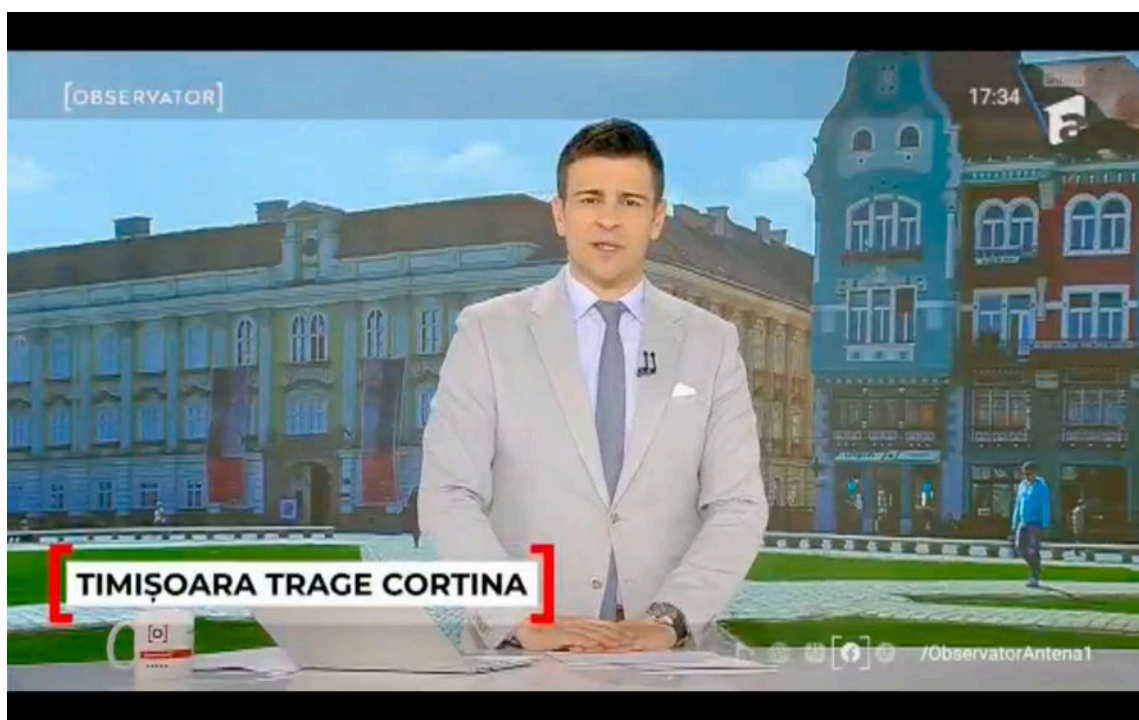 [OBSERVATOR]
17:34
a
TIMIȘOARA TRAGE CORTINA
[o]
/ObservatorAntena1